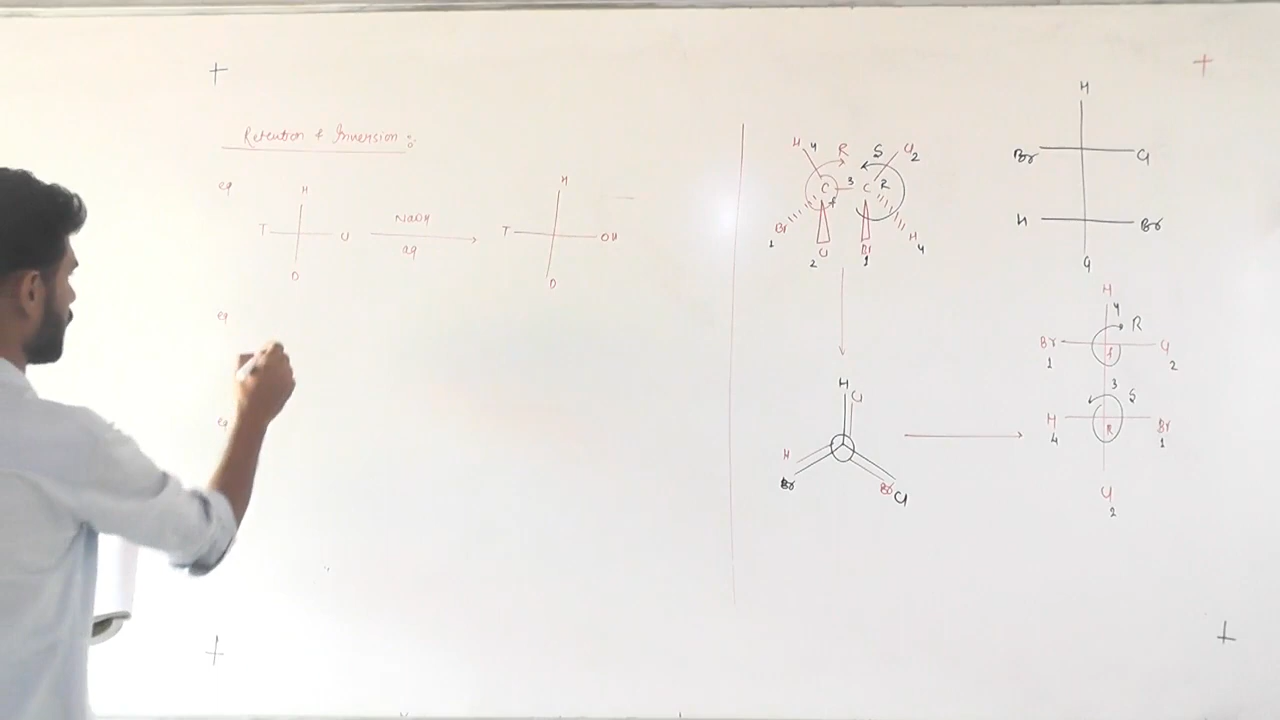 Retention & Inversion :
eg
H
T Cl
D
NaOH
aq
H
T OH
D
eg
eg
H 4 R S Cl 2
C 3 C R
Br 1 Cl 2 Br 1 H 4
H
Cl
H
Br
Br Cl
H
Br Cl
H Br
Cl
H
4 R
Br 1 Cl 2
3 S
H 4 R Br 1
Cl
2